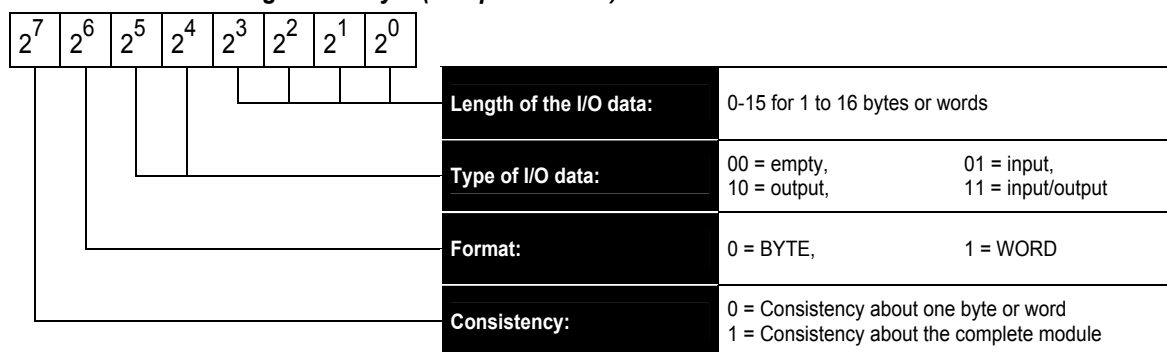 2^7 2^6 2^5 2^4 2^3 2^2 2^1 2^0
Length of the I/O data: 0-15 for 1 to 16 bytes or words
Type of I/O data: 00 = empty, 01 = input,
10 = output, 11 = input/output
Format: 0 = BYTE, 1 = WORD
Consistency: 0 = Consistency about one byte or word
1 = Consistency about the complete module